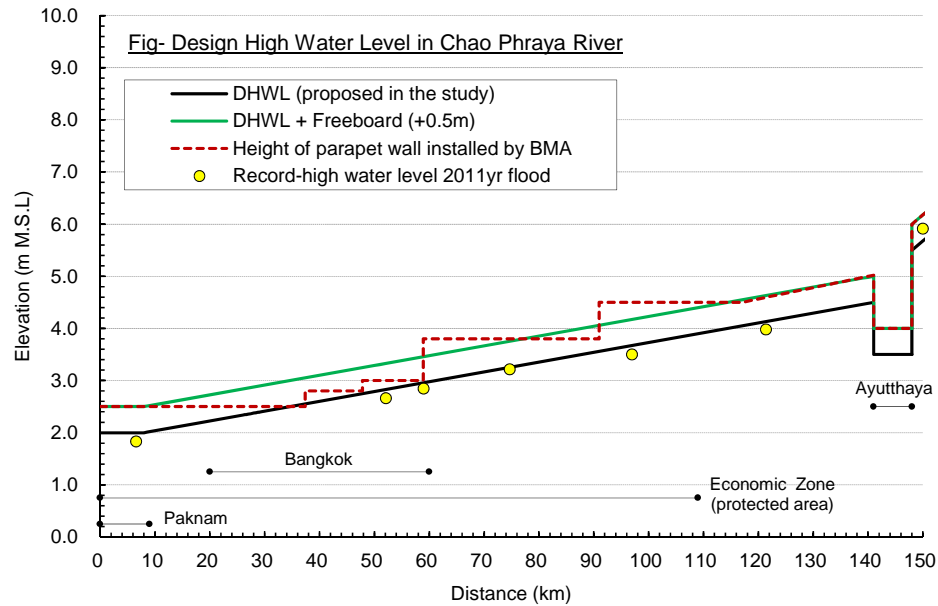 Fig- Design High Water Level in Chao Phraya River
DHWL (proposed in the study)
DHWL + Freeboard (+0.5m)
Height of parapet wall installed by BMA
Record-high water level 2011yr flood
Elevation (m M.S.L)
10.0
9.0
8.0
7.0
6.0
5.0
4.0
3.0
2.0
1.0
0.0
Ayutthaya
Bangkok
Economic Zone
(protected area)
Paknam
0 10 20 30 40 50 60 70 80 90 100 110 120 130 140 150
Distance (km)